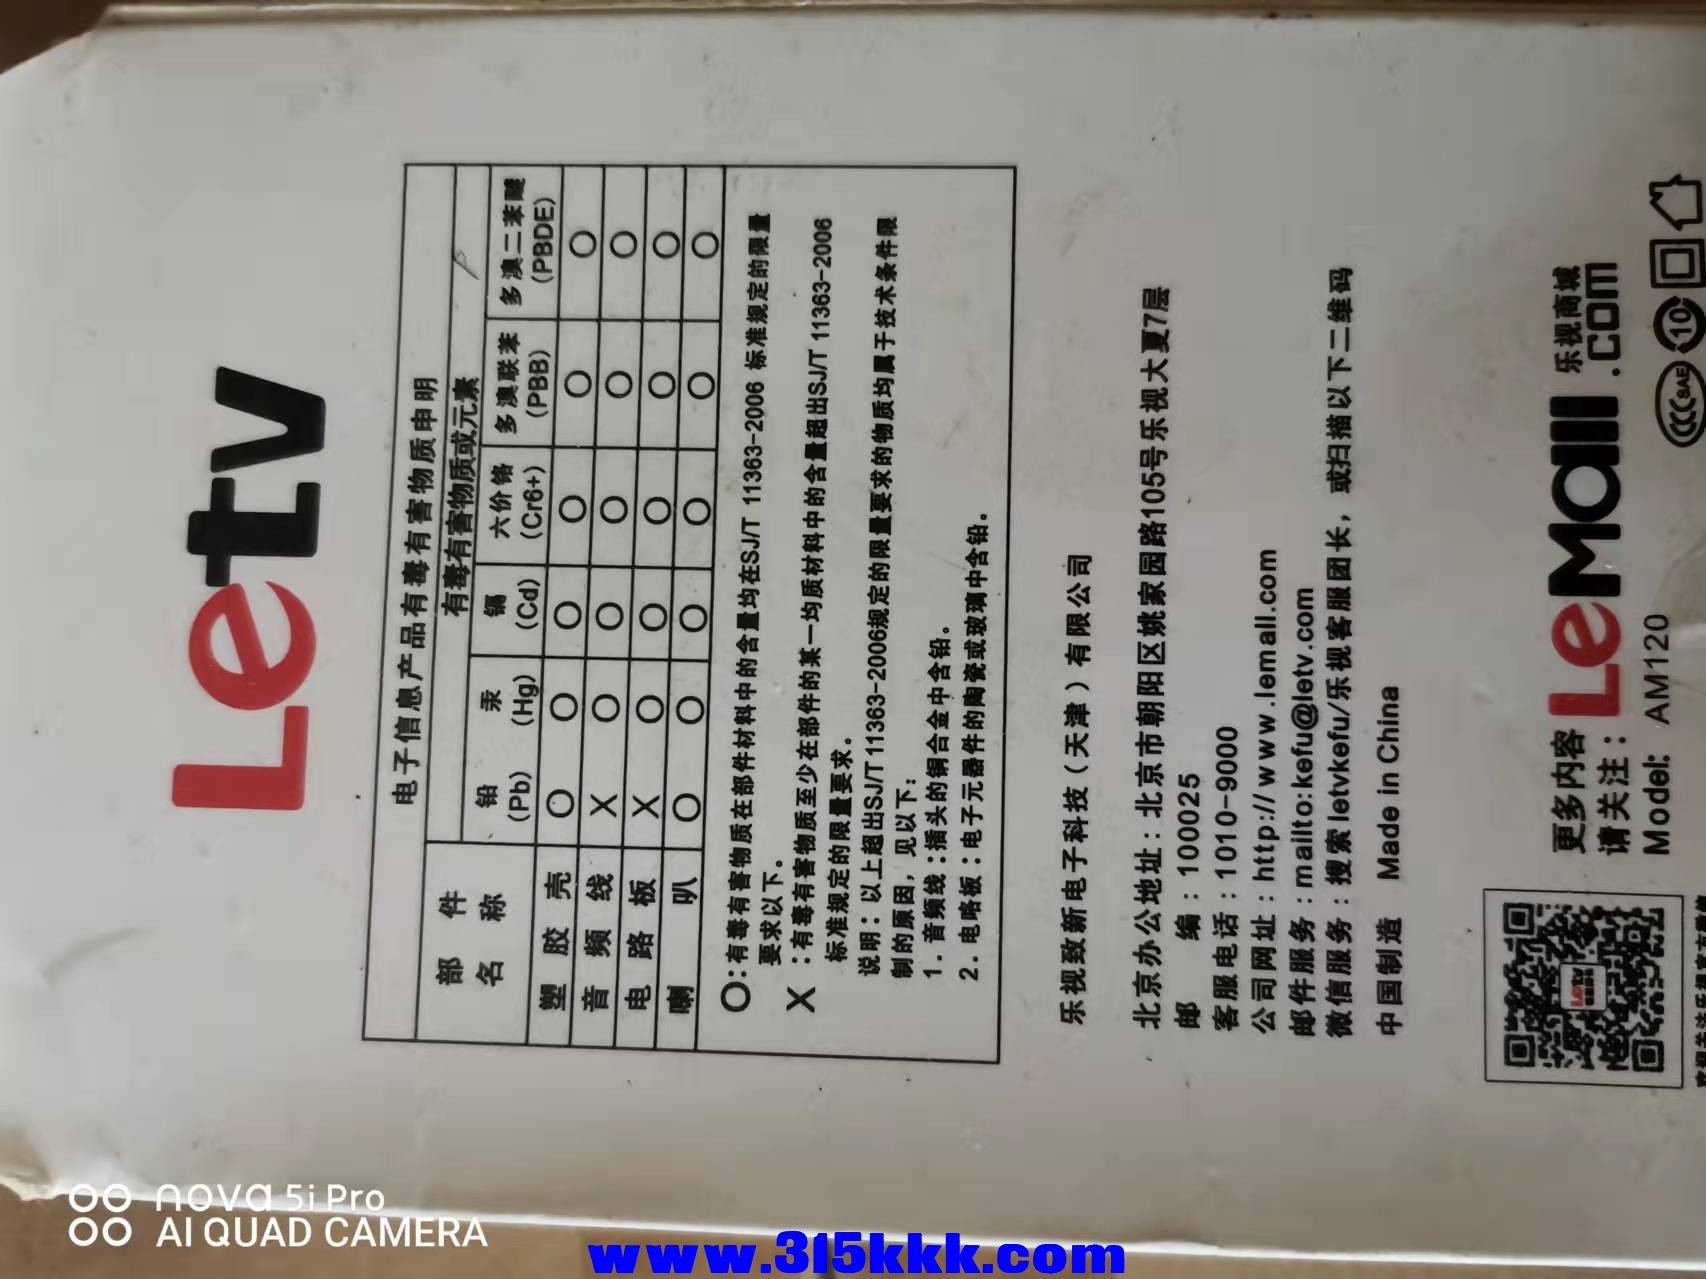 Letv
电子信息产品有毒有害物质申明
部件名称 有毒有害物质或元素
铅(Pb) 汞(Hg) 镉(Cd) 六价铬(Cr6+) 多溴联苯(PBB) 多溴二苯醚(PBDE)
塑胶壳 O O O O O O
音频线 X O O O O O
电路板 X O O O O O
喇叭 O O O O O O
O:有毒有害物质在部件材料中的含量均在SJ/T 11363-2006 标准规定的限量
要求以下。
X:有毒有害物质至少在部件的某一均质材料中的含量超出SJ/T 11363-2006
标准规定的限量要求。
说明:以上超出SJ/T11363-2006规定的限量要求的物质均属于技术条件限
制的原因,见以下:
1.音频线:插头的铜合金中含铅。
2.电路板:电子元器件的陶瓷或玻璃中含铅。
乐视致新电子科技(天津)有限公司
北京办公地址:北京市朝阳区姚家园路105号乐视大厦7层
邮 编:100025
客服电话:1010-9000
公司网址:http://www.lemall.com
邮件服务:mailto:kefu@letv.com
微信服务:搜索letvkefu/乐视客服团长,或扫描以下二维码
中国制造 Made in China
更多内容
请关注:
LeMall.com 乐视商城
Model: AM120
CCC S&E 10
nova 5i Pro
AI QUAD CAMERA
www.315kkk.com